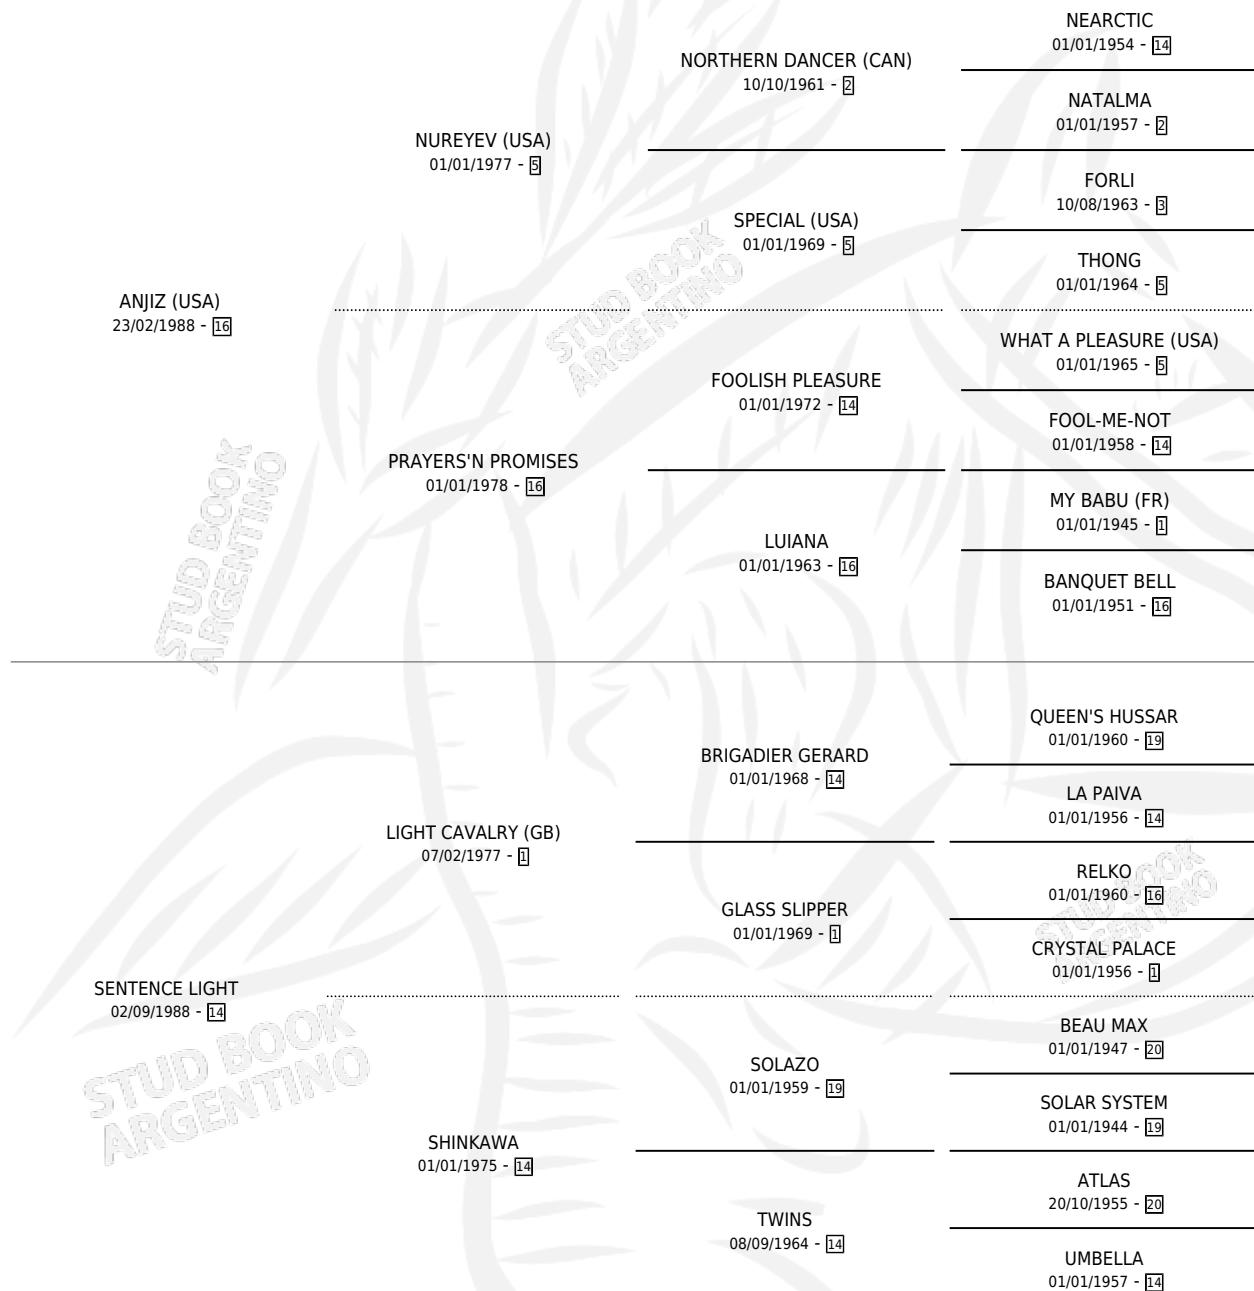 NEARCTIC
01/01/1954 - 14
NORTHERN DANCER (CAN)
10/10/1961 - 2
NATALMA
01/01/1957 - 2
NUREYEV (USA)
01/01/1977 - 5
FORLI
10/08/1963 - 3
SPECIAL (USA)
01/01/1969 - 5
THONG
01/01/1964 - 5
ANJIZ (USA)
23/02/1988 - 16
STUD BOOK
ARGENTINO
WHAT A PLEASURE (USA)
01/01/1965 - 5
FOOLISH PLEASURE
01/01/1972 - 14
FOOL-ME-NOT
01/01/1958 - 14
PRAYERS'N PROMISES
01/01/1978 - 16
MY BABU (FR)
01/01/1945 - 1
LUIANA
01/01/1963 - 16
BANQUET BELL
01/01/1951 - 16
STUD BOOK
ARGENTINO
QUEEN'S HUSSAR
01/01/1960 - 19
BRIGADIER GERARD
01/01/1968 - 14
LA PAIVA
01/01/1956 - 14
LIGHT CAVALRY (GB)
07/02/1977 - 1
RELKO
01/01/1960 - 16
GLASS SLIPPER
01/01/1969 - 1
CRYSTAL PALACE
01/01/1956 - 1
STUD BOOK
ARGENTINO
SENTENCE LIGHT
02/09/1988 - 14
BEAU MAX
01/01/1947 - 20
SOLAZO
01/01/1959 - 19
SOLAR SYSTEM
01/01/1944 - 19
STUD BOOK
ARGENTINO
SHINKAWA
01/01/1975 - 14
ATLAS
20/10/1955 - 20
TWINS
08/09/1964 - 14
UMBELLA
01/01/1957 - 14